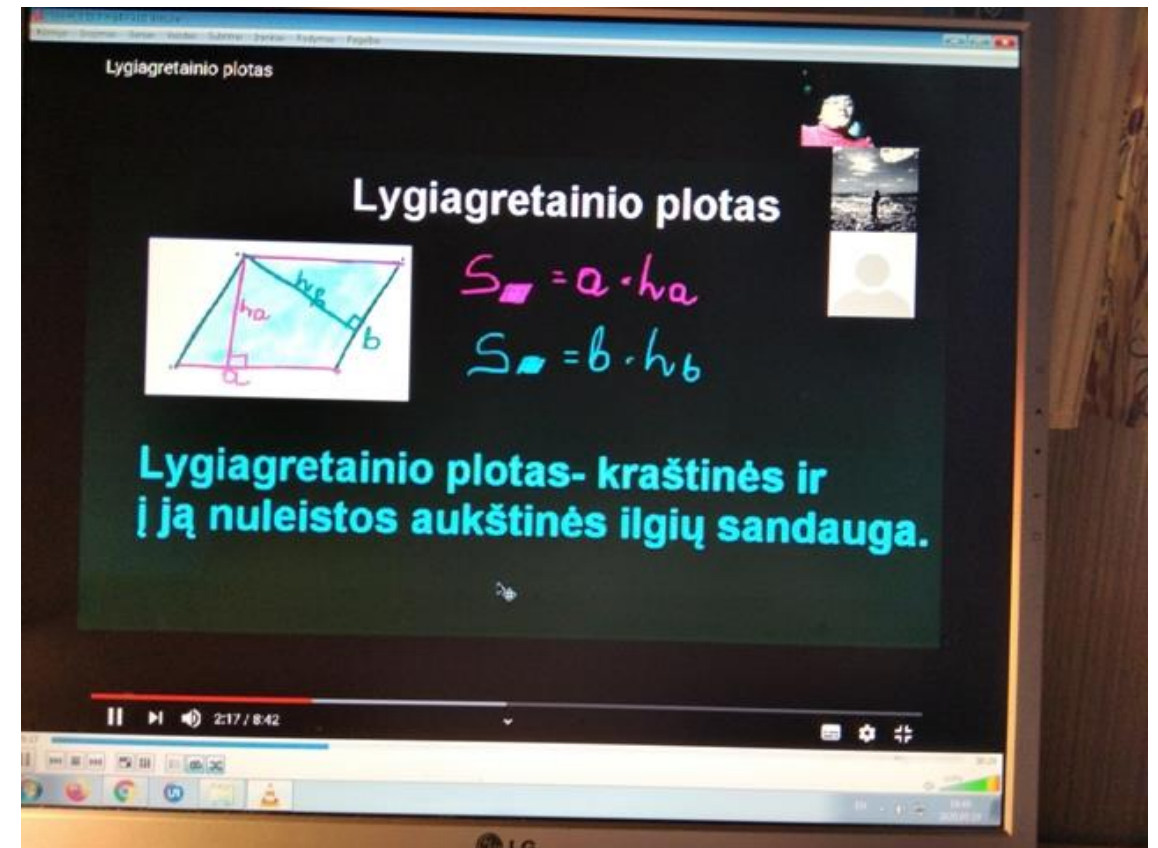 Lygiagretainio plotas
Lygiagretainio plotas
S = a · ha
S = b · hb
ha
hb
b
a
Lygiagretainio plotas- kraštinės ir
į ją nuleistos aukštinės ilgių sandauga.
2:17 / 8:42
EN
LG